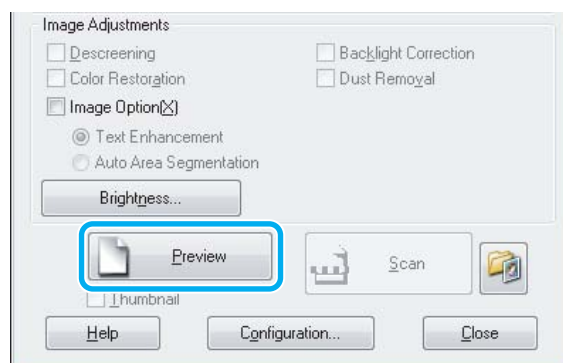 Image Adjustments
Descreening
Backlight Correction
Color Restoration
Dust Removal
Image Option(X)
Text Enhancement
Auto Area Segmentation
Brightness...
Preview
Scan
Thumbnail
Help
Configuration...
Close